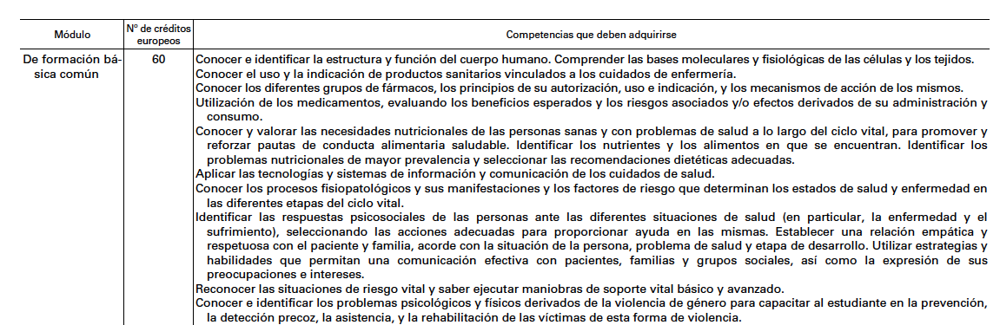 Módulo
Nº de créditos
europeos
Competencias que deben adquirirse
De formación bá-
sica común
60
Conocer e identificar la estructura y función del cuerpo humano. Comprender las bases moleculares y fisiológicas de las células y los tejidos.
Conocer el uso y la indicación de productos sanitarios vinculados a los cuidados de enfermería.
Conocer los diferentes grupos de fármacos, los principios de su autorización, uso e indicación, y los mecanismos de acción de los mismos.
Utilización de los medicamentos, evaluando los beneficios esperados y los riesgos asociados y/o efectos derivados de su administración y
consumo.
Conocer y valorar las necesidades nutricionales de las personas sanas y con problemas de salud a lo largo del ciclo vital, para promover y
reforzar pautas de conducta alimentaria saludable. Identificar los nutrientes y los alimentos en que se encuentran. Identificar los
problemas nutricionales de mayor prevalencia y seleccionar las recomendaciones dietéticas adecuadas.
Aplicar las tecnologías y sistemas de información y comunicación de los cuidados de salud.
Conocer los procesos fisiopatológicos y sus manifestaciones y los factores de riesgo que determinan los estados de salud y enfermedad en
las diferentes etapas del ciclo vital.
Identificar las respuestas psicosociales de las personas ante las diferentes situaciones de salud (en particular, la enfermedad y el
sufrimiento), seleccionando las acciones adecuadas para proporcionar ayuda en las mismas. Establecer una relación empática y
respetuosa con el paciente y familia, acorde con la situación de la persona, problema de salud y etapa de desarrollo. Utilizar estrategias y
habilidades que permitan una comunicación efectiva con pacientes, familias y grupos sociales, así como la expresión de sus
preocupaciones e intereses.
Reconocer las situaciones de riesgo vital y saber ejecutar maniobras de soporte vital básico y avanzado.
Conocer e identificar los problemas psicológicos y físicos derivados de la violencia de género para capacitar al estudiante en la prevención,
la detección precoz, la asistencia, y la rehabilitación de las víctimas de esta forma de violencia.